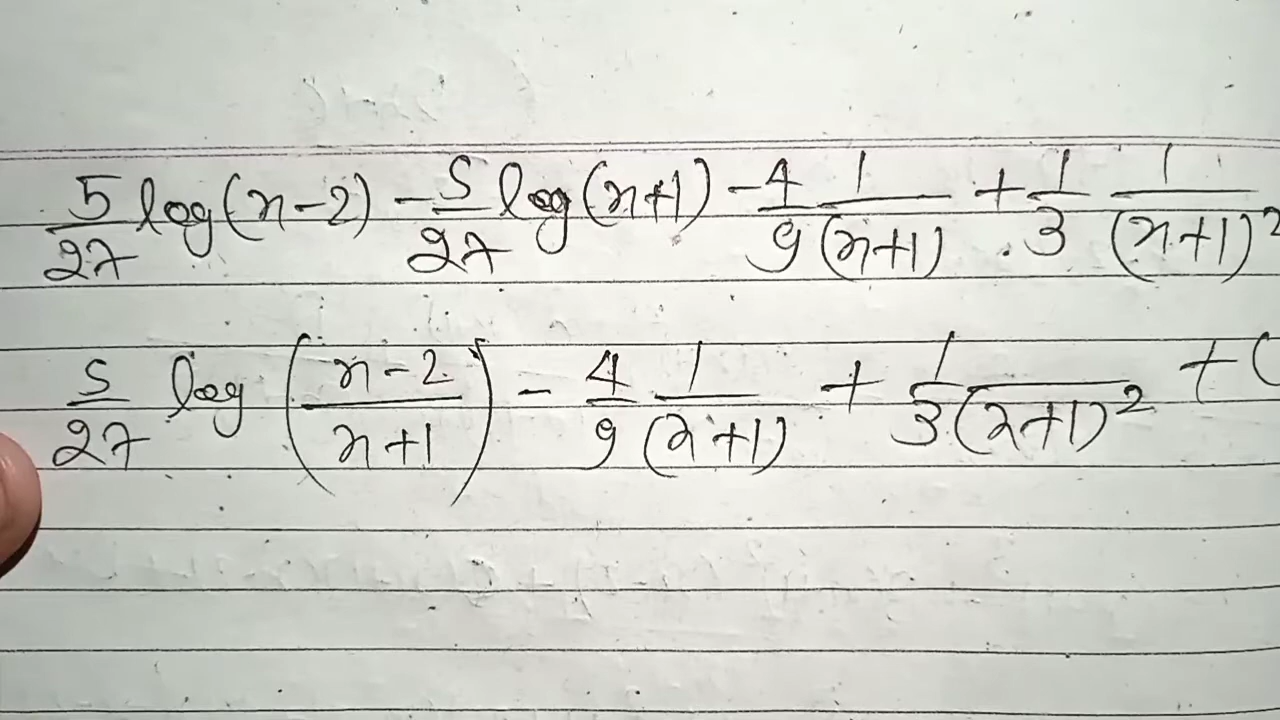 5/27 log(x-2) - 5/27 log(x+1) - 4/9 1/(x+1) + 1/3 1/(x+1)²
5/27 log((x-2)/(x+1)) - 4/9 1/(x+1) + 1/3(x+1)² + (